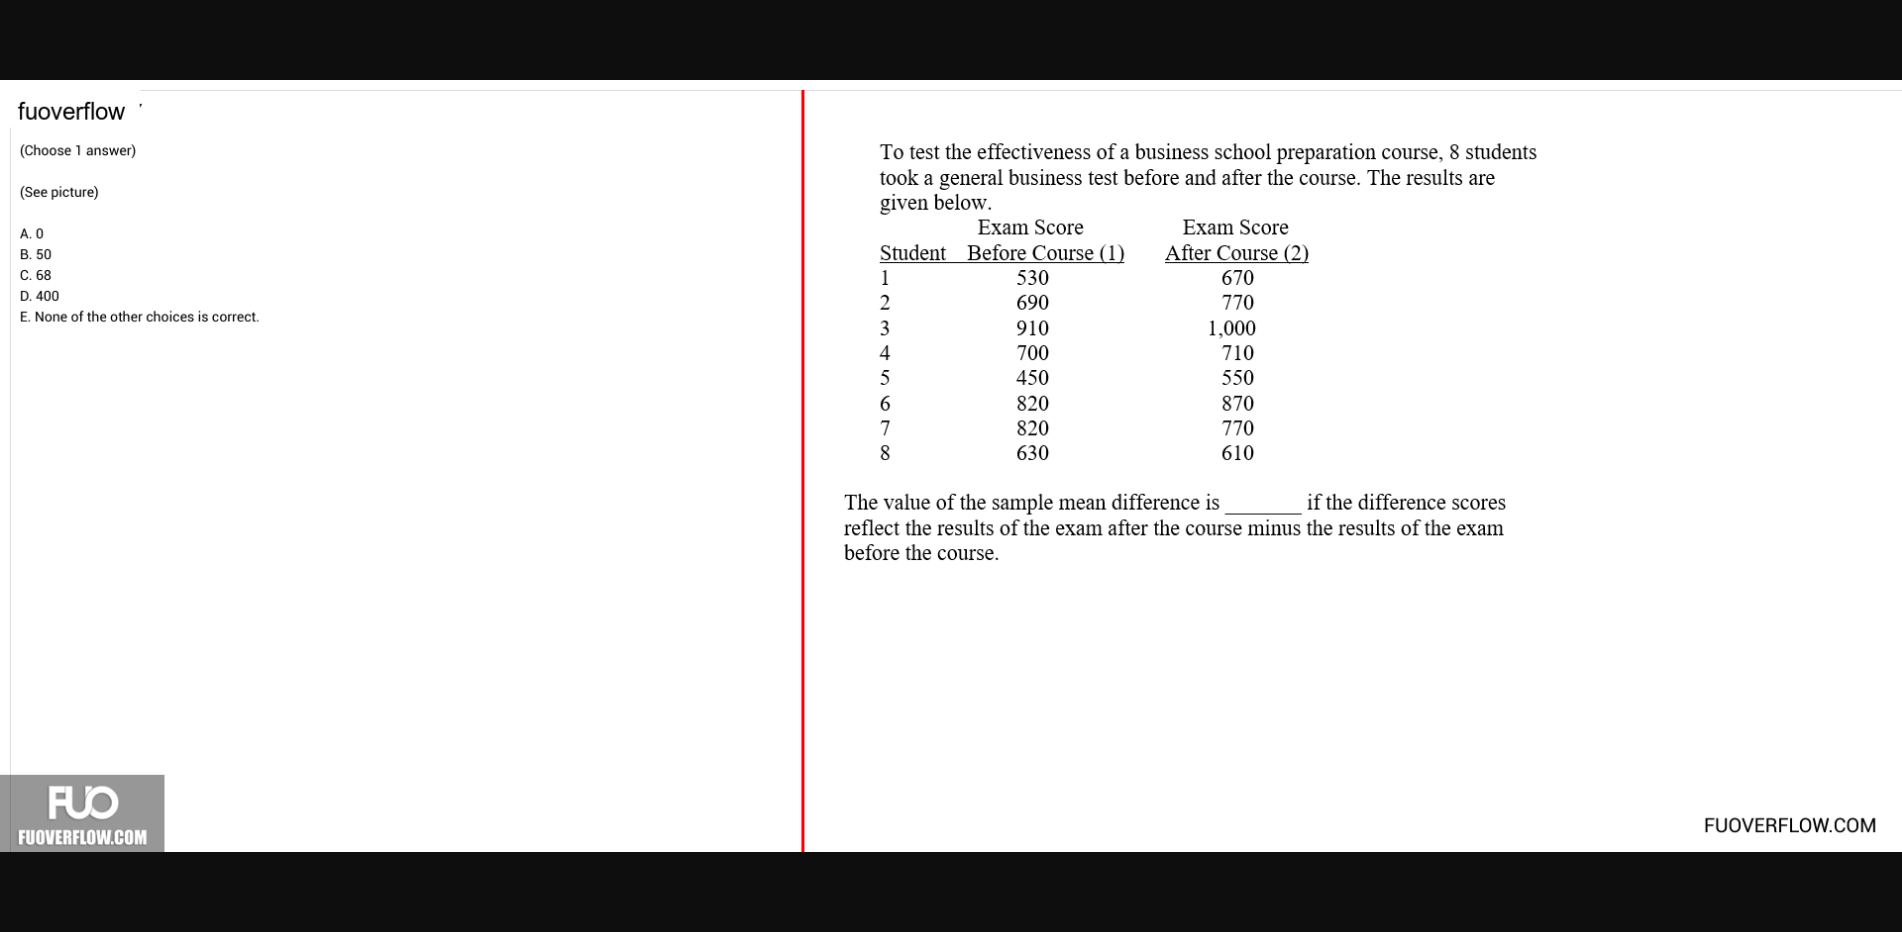 fuoverflow
(Choose 1 answer)
(See picture)
A. 0
B. 50
C. 68
D. 400
E. None of the other choices is correct.
To test the effectiveness of a business school preparation course, 8 students
took a general business test before and after the course. The results are
given below.
Exam Score Exam Score
Student Before Course (1) After Course (2)
1 530 670
2 690 770
3 910 1,000
4 700 710
5 450 550
6 820 870
7 820 770
8 630 610
The value of the sample mean difference is _______ if the difference scores
reflect the results of the exam after the course minus the results of the exam
before the course.
FUO
FUOVERFLOW.COM
FUOVERFLOW.COM